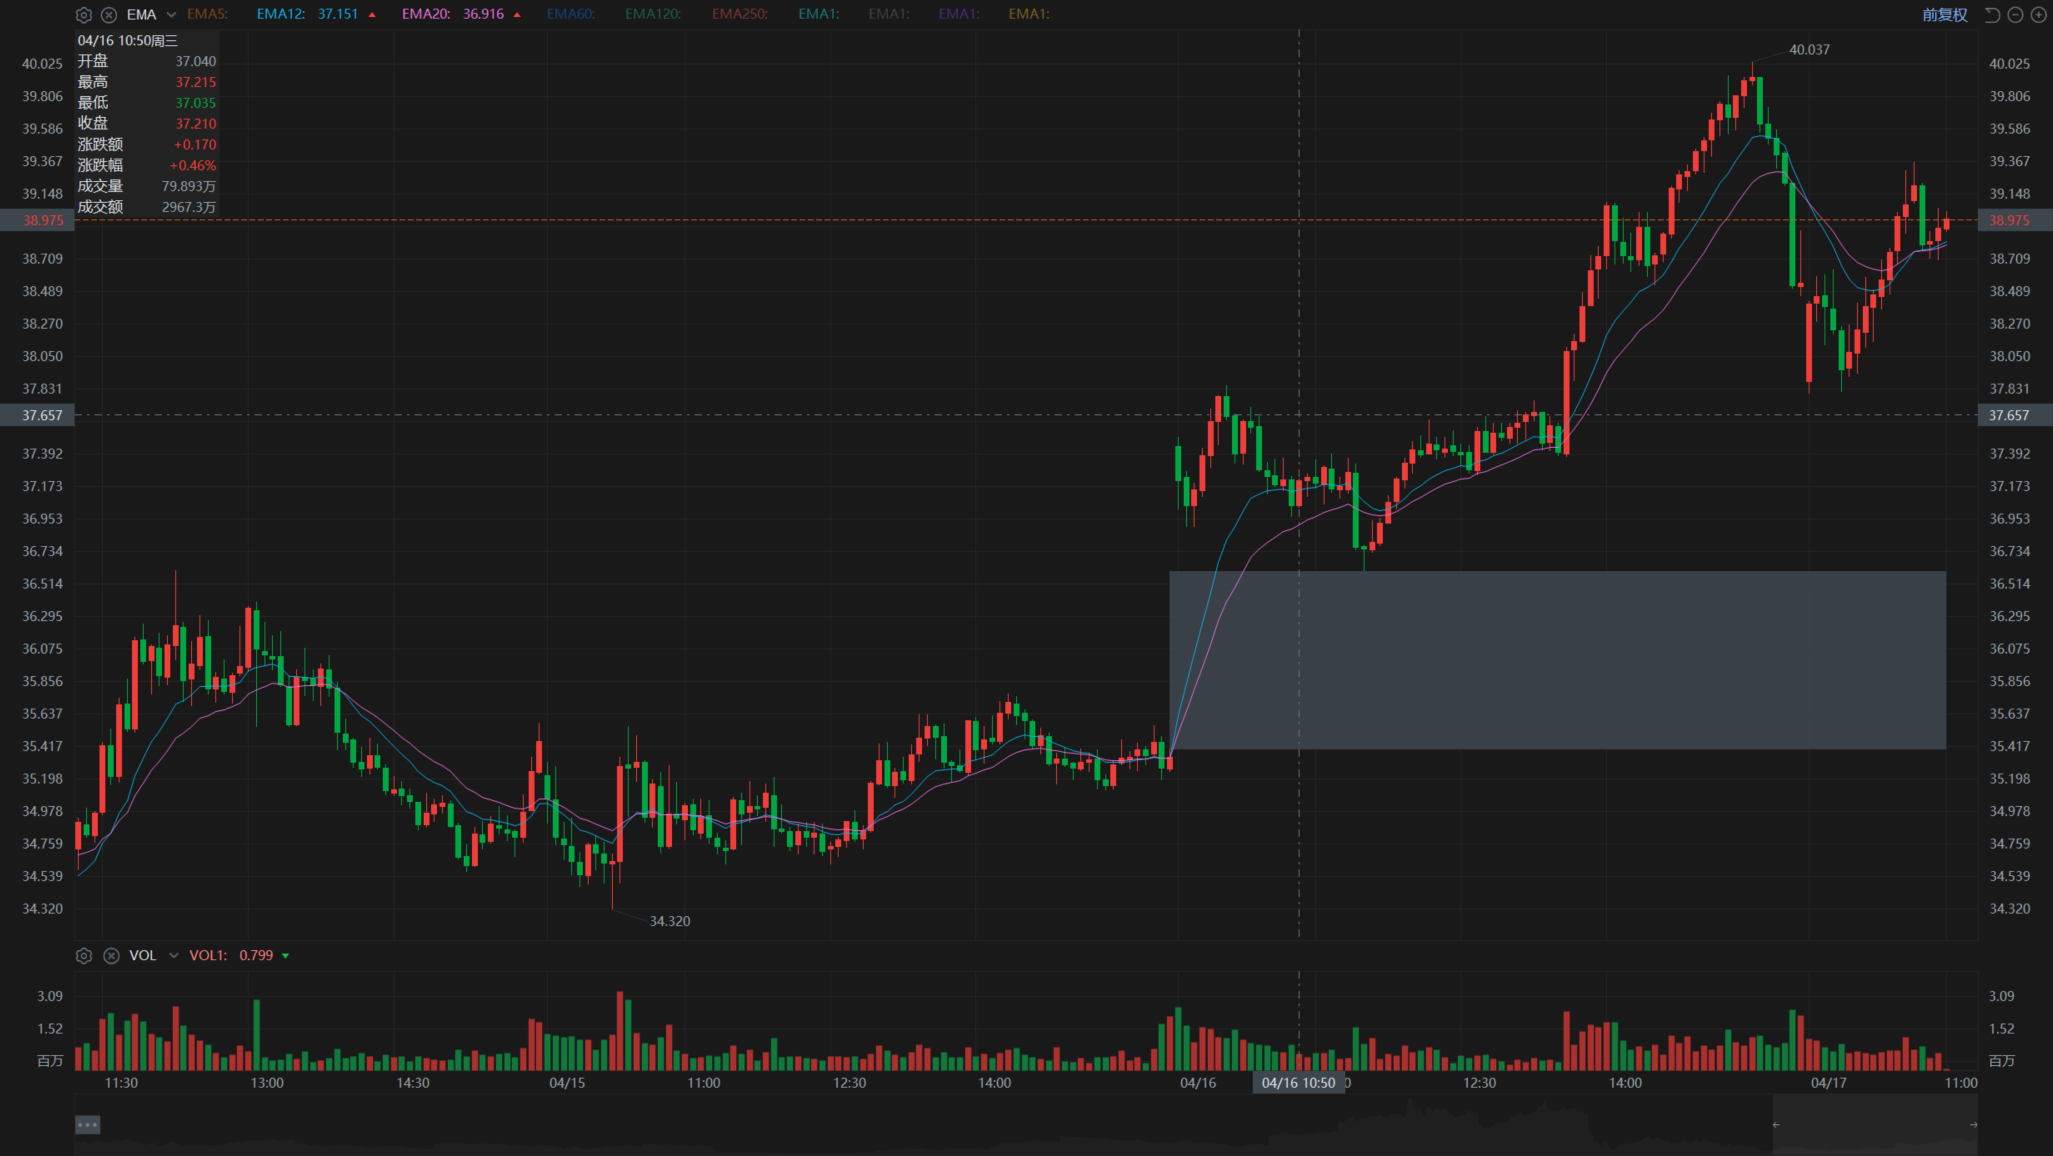 EMA EMA5: EMA12: 37.151 EMA20: 36.916 EMA60: EMA120: EMA250: EMA1: EMA1: EMA1: EMA1: 前复权
04/16 10:50周三
开盘 37.040
最高 37.215
最低 37.035
收盘 37.210
涨跌额 +0.170
涨跌幅 +0.46%
成交量 79.893万
成交额 2967.3万
40.037
40.025 40.025
39.806 39.806
39.586 39.586
39.367 39.367
39.148 39.148
38.975 38.975
38.709 38.709
38.489 38.489
38.270 38.270
38.050 38.050
37.831 37.831
37.657 37.657
37.392 37.392
37.173 37.173
36.953 36.953
36.734 36.734
36.514 36.514
36.295 36.295
36.075 36.075
35.856 35.856
35.637 35.637
35.417 35.417
35.198 35.198
34.978 34.978
34.759 34.759
34.539 34.539
34.320 34.320
34.320
VOL VOL1: 0.799
3.09 3.09
1.52 1.52
百万 百万
11:30 13:00 14:30 04/15 11:00 12:30 14:00 04/16 04/16 10:50 0 12:30 14:00 04/17 11:00